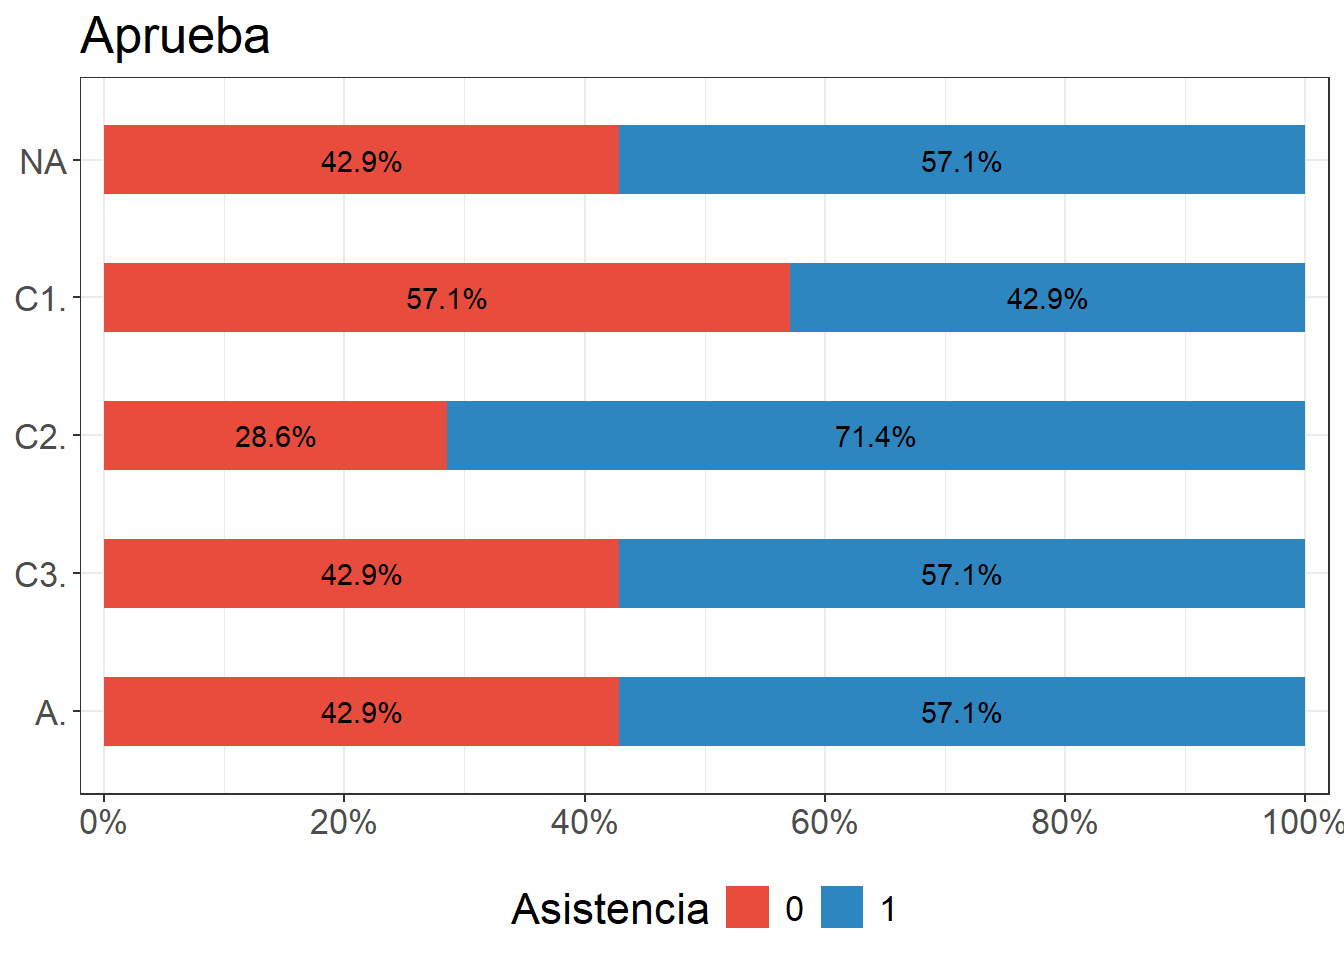 Aprueba
NA 42.9% 57.1%
C1. 57.1% 42.9%
C2. 28.6% 71.4%
C3. 42.9% 57.1%
A. 42.9% 57.1%
0% 20% 40% 60% 80% 100%
Asistencia 0 1